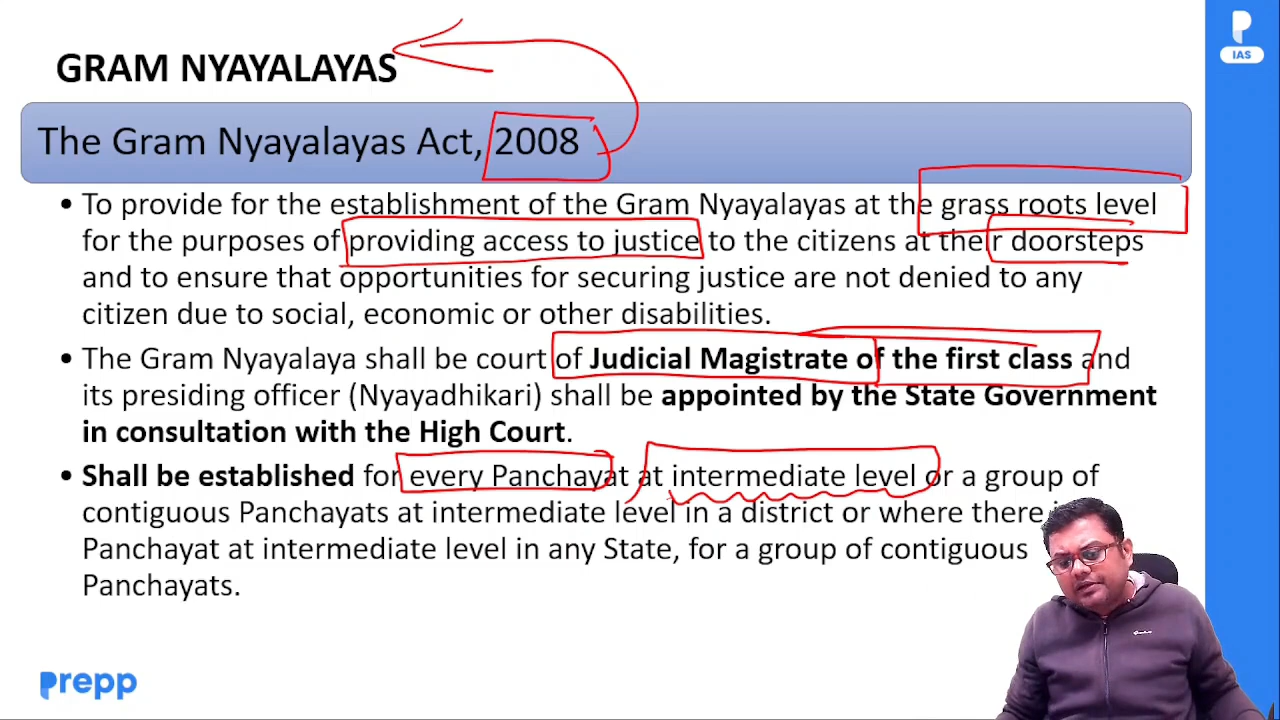 GRAM NYAYALAYAS
IAS
The Gram Nyayalayas Act, 2008
• To provide for the establishment of the Gram Nyayalayas at the grass roots level
for the purposes of providing access to justice to the citizens at the r doorsteps
and to ensure that opportunities for securing justice are not denied to any
citizen due to social, economic or other disabilities.
• The Gram Nyayalaya shall be court of Judicial Magistrate of the first class and
its presiding officer (Nyayadhikari) shall be appointed by the State Government
in consultation with the High Court.
• Shall be established for every Panchayat at intermediate level or a group of
contiguous Panchayats at intermediate level in a district or where there
Panchayat at intermediate level in any State, for a group of contiguous
Panchayats.
prepp